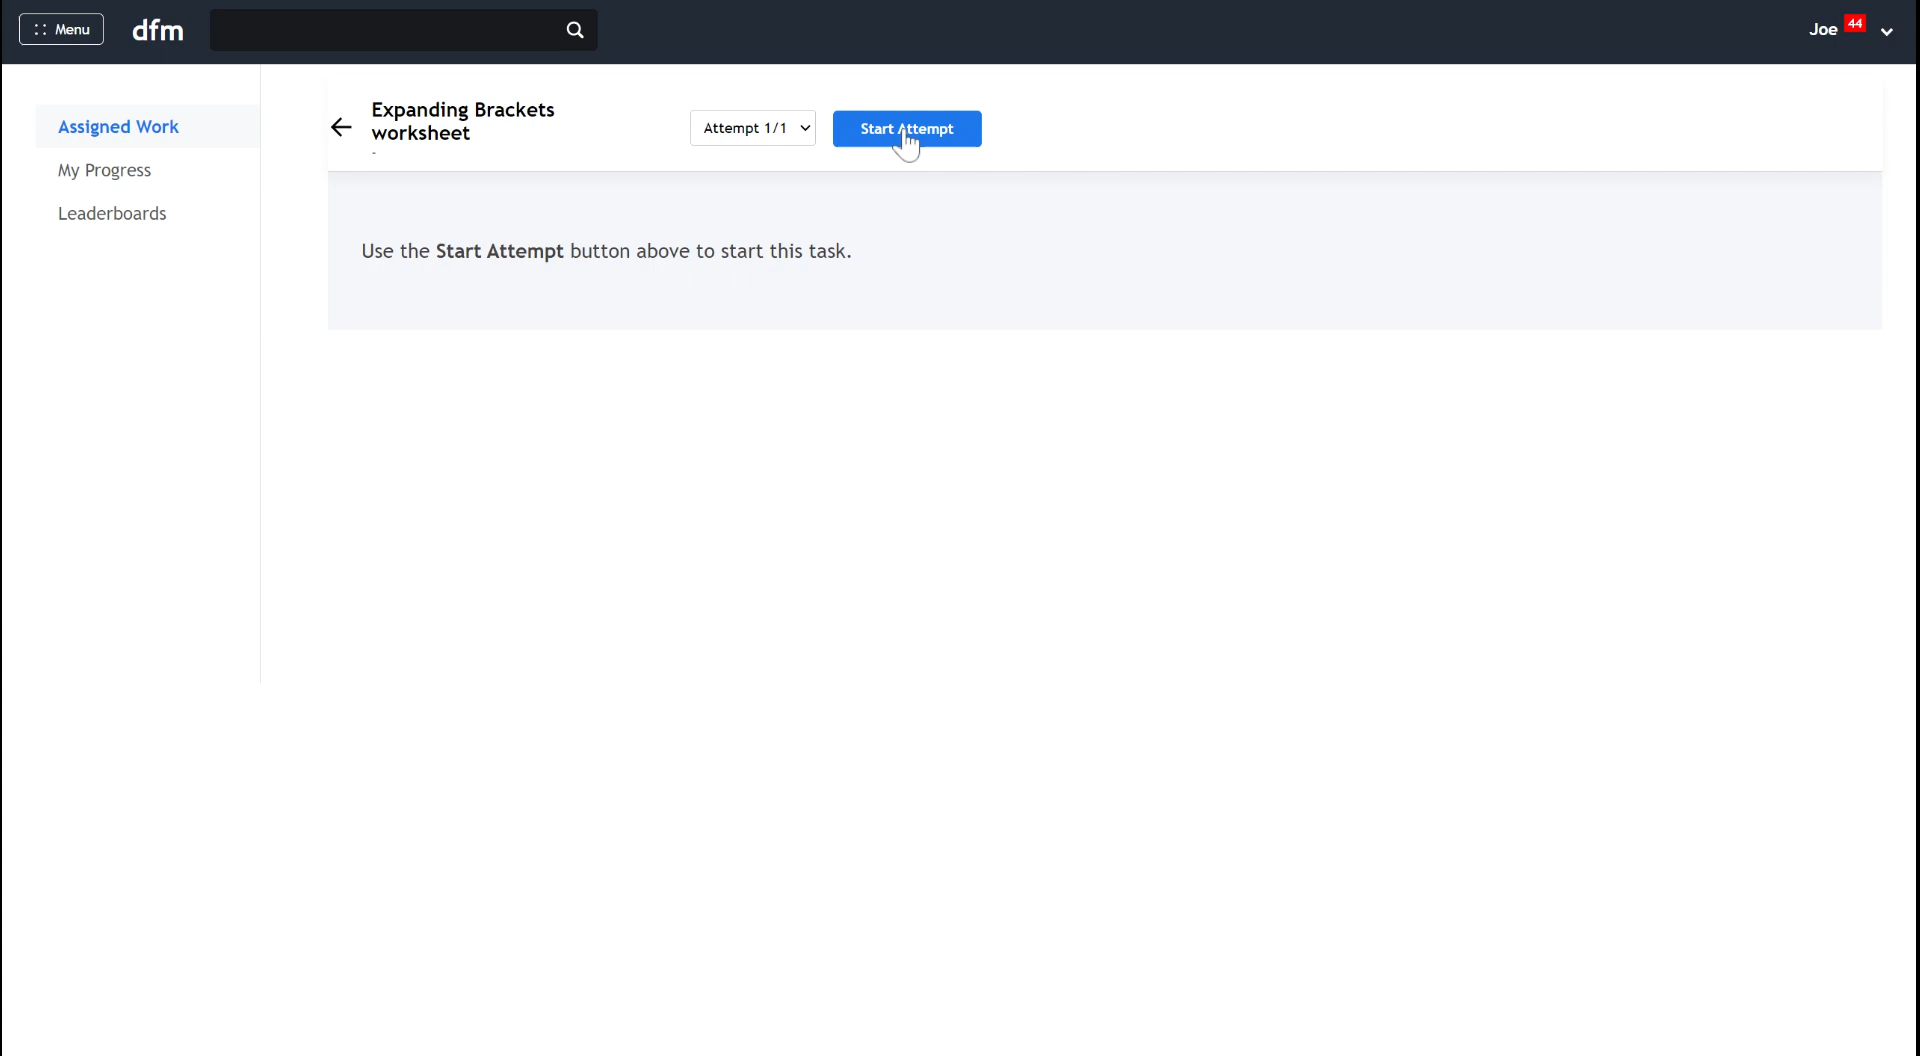 Menu
dfm
Joe 44
Assigned Work
My Progress
Leaderboards
Expanding Brackets
worksheet
-
Attempt 1/1
Start Attempt
Use the Start Attempt button above to start this task.